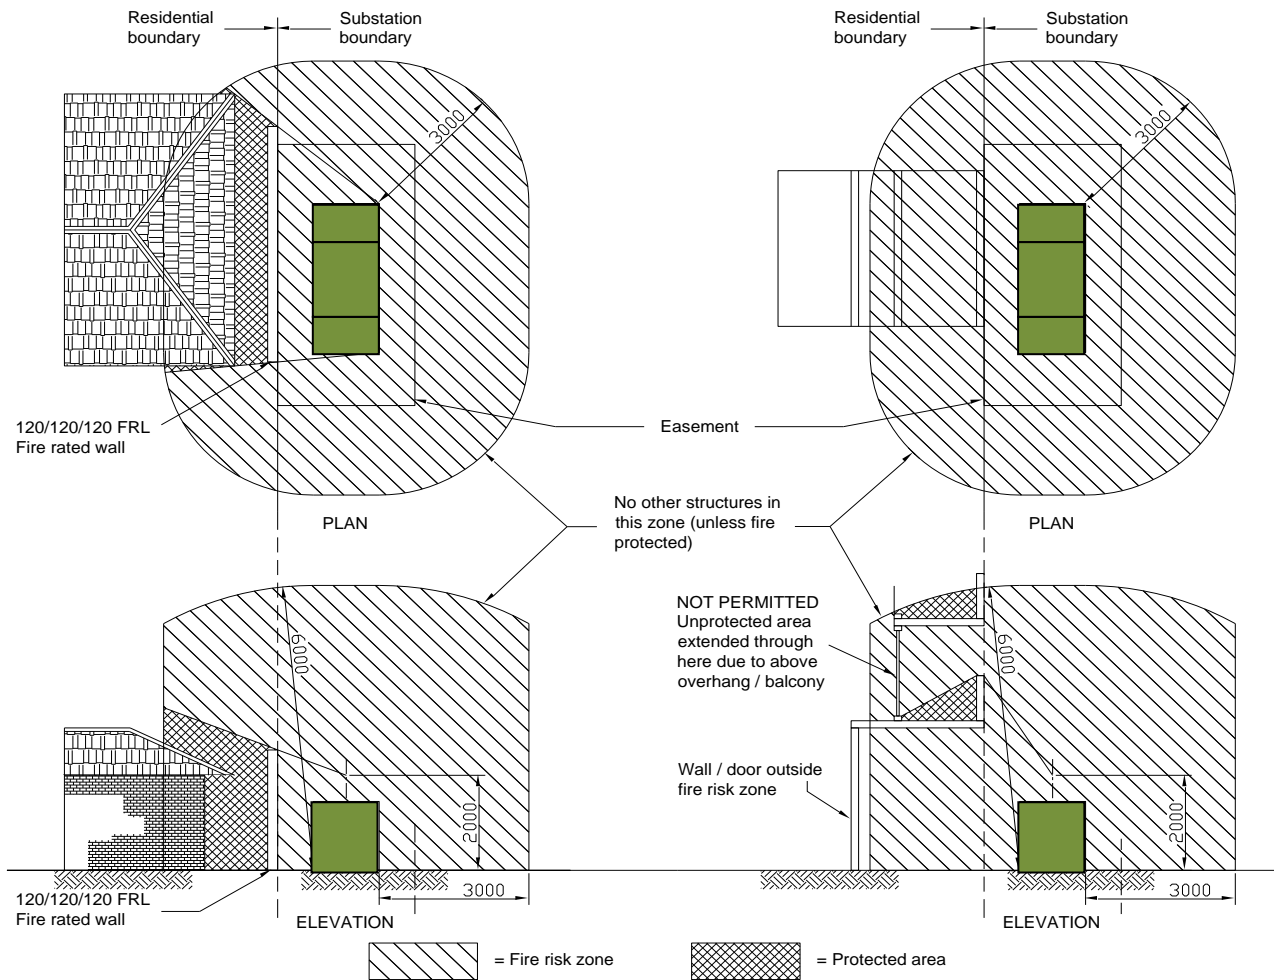 Residential
boundary
Substation
boundary
Residential
boundary
Substation
boundary
3000
3000
120/120/120 FRL
Fire rated wall
Easement
PLAN
No other structures in
this zone (unless fire
protected)
PLAN
6000
NOT PERMITTED
Unprotected area
extended through
here due to above
overhang / balcony
6000
Wall / door outside
fire risk zone
2000
2000
3000
3000
120/120/120 FRL
Fire rated wall
ELEVATION
ELEVATION
= Fire risk zone
= Protected area